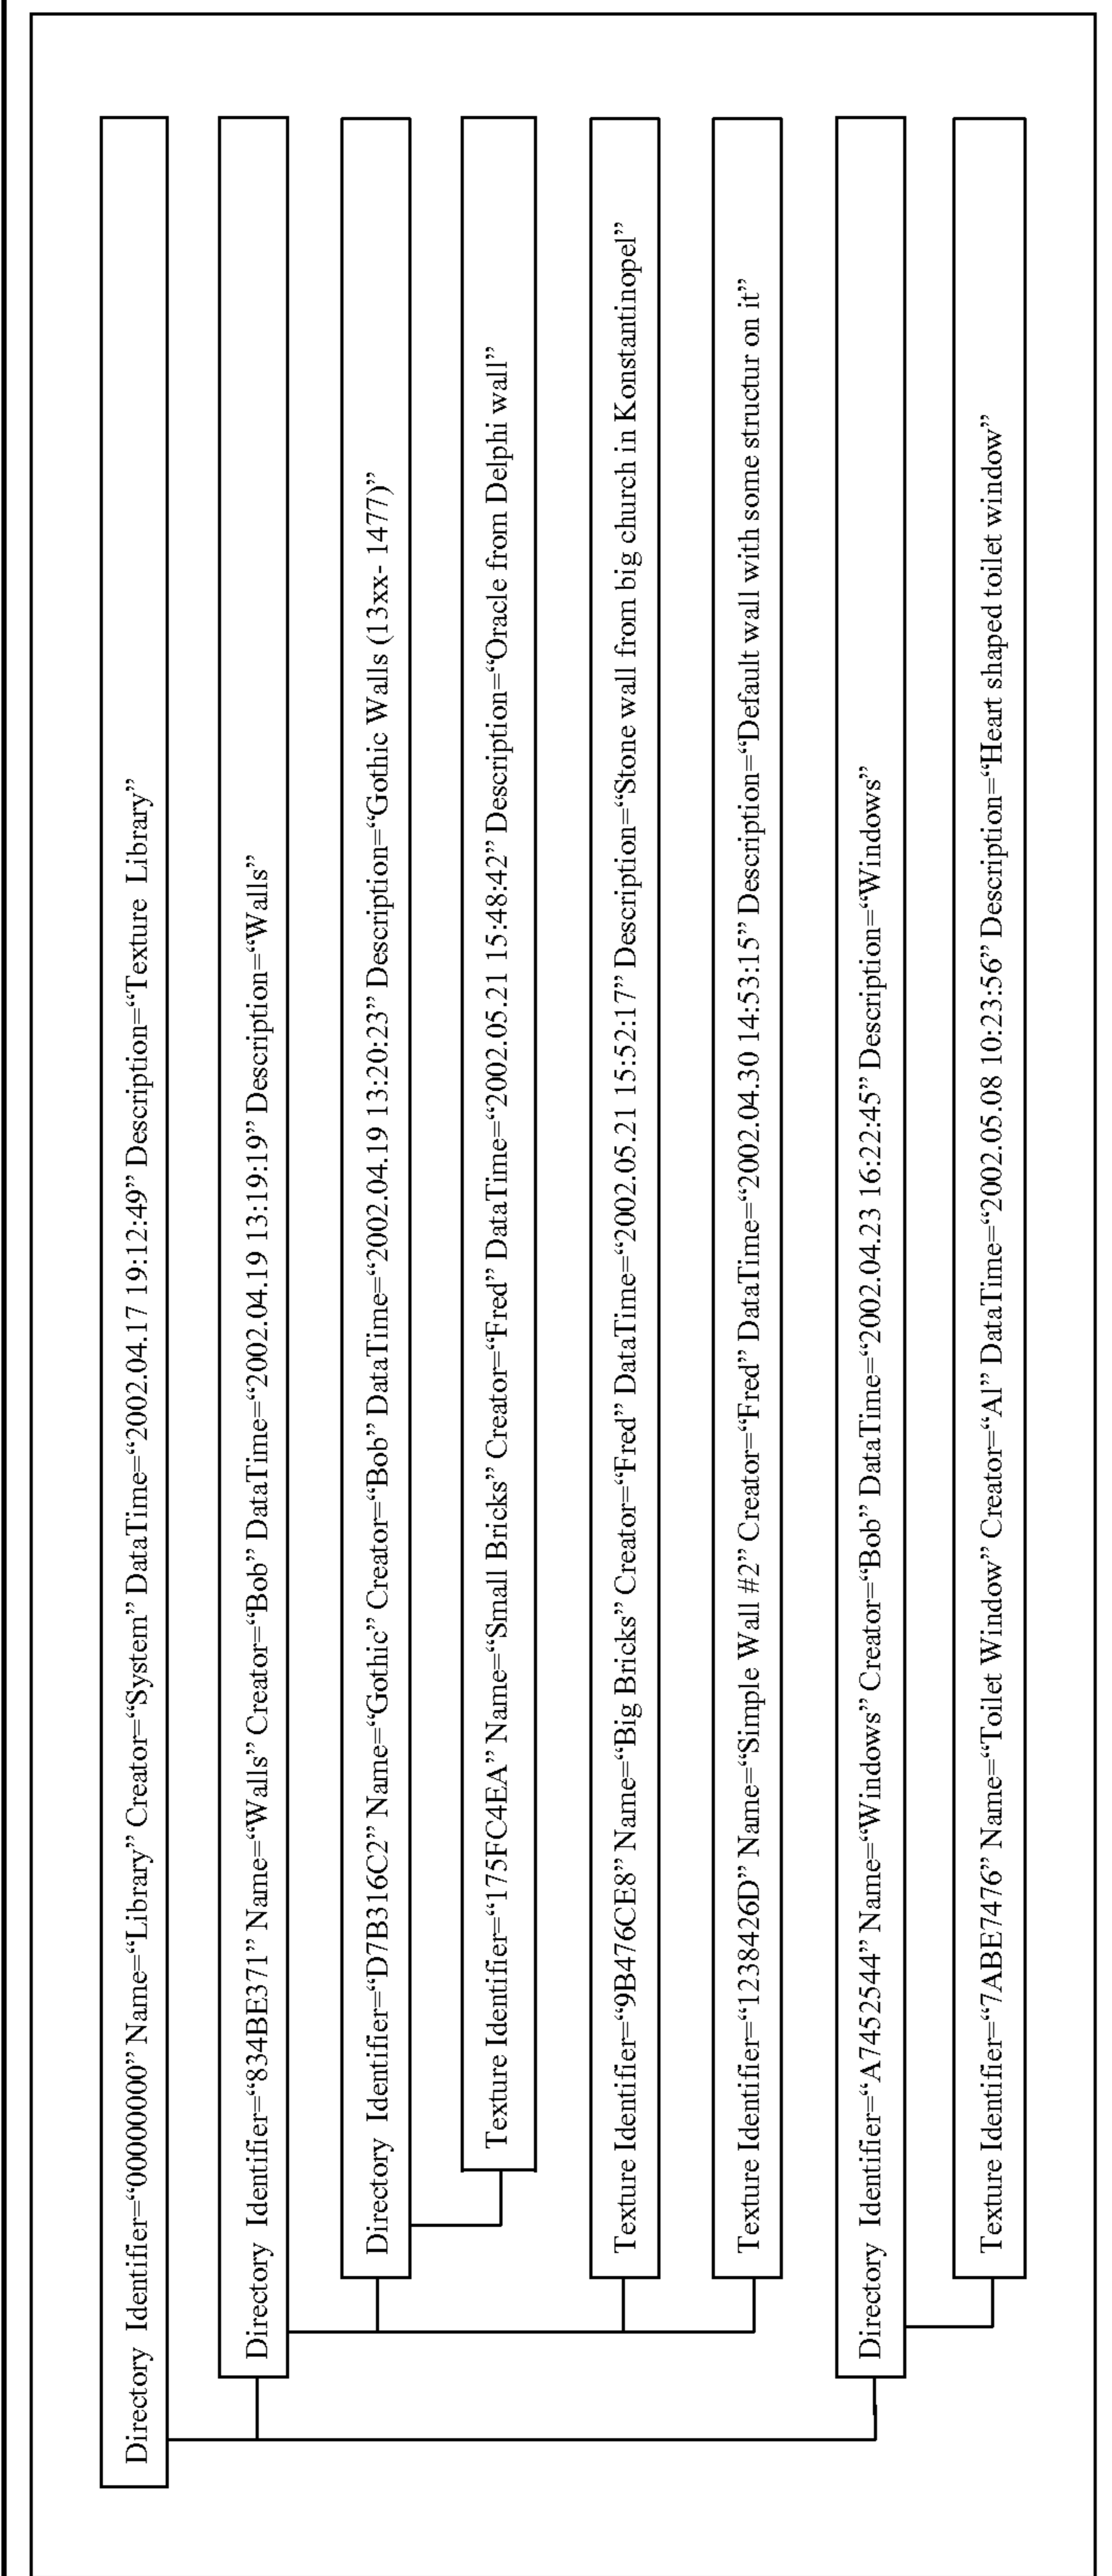 Directory Identifier=“00000000” Name=“Library” Creator=“System” DataTime=“2002.04.17 19:12:49” Description=“Texture Library”
Directory Identifier=“834BE371” Name=“Walls” Creator=“Bob” DataTime=“2002.04.19 13:19:19” Description=“Walls”
Directory Identifier=“D7B316C2” Name=“Gothic” Creator=“Bob” DataTime=“2002.04.19 13:20:23” Description=“Gothic Walls (13xx- 1477)”
Texture Identifier=“175FC4EA” Name=“Small Bricks” Creator=“Fred” DataTime=“2002.05.21 15:48:42” Description=“Oracle from Delphi wall”
Texture Identifier=“9B476CE8” Name=“Big Bricks” Creator=“Fred” DataTime=“2002.05.21 15:52:17” Description=“Stone wall from big church in Konstantinopel”
Texture Identifier=“1238426D” Name=“Simple Wall #2” Creator=“Fred” DataTime=“2002.04.30 14:53:15” Description=“Default wall with some structur on it”
Directory Identifier=“A7452544” Name=“Windows” Creator=“Bob” DataTime=“2002.04.23 16:22:45” Description=“Windows”
Texture Identifier=“7ABE7476” Name=“Toilet Window” Creator=“Al” DataTime=“2002.05.08 10:23:56” Description=“Heart shaped toilet window”